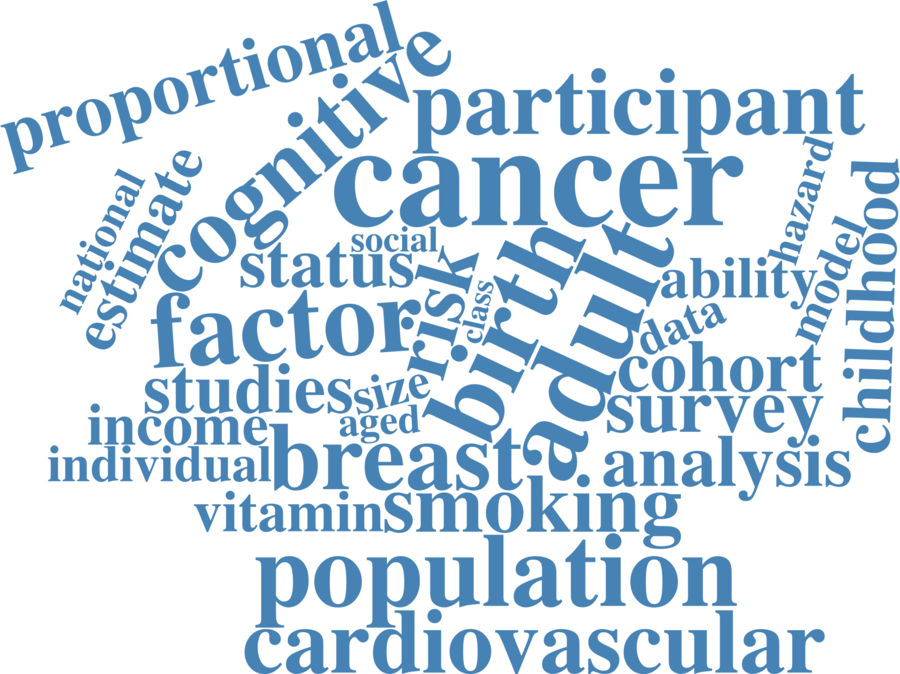 proportional
cognitive
participant
cancer
national
estimate
hazard
childhood
social
status
risk
class
birth
adult
ability
model
factor
data
studies
size
cohort
income
aged
survey
individual
breast
analysis
vitamin
smoking
population
cardiovascular